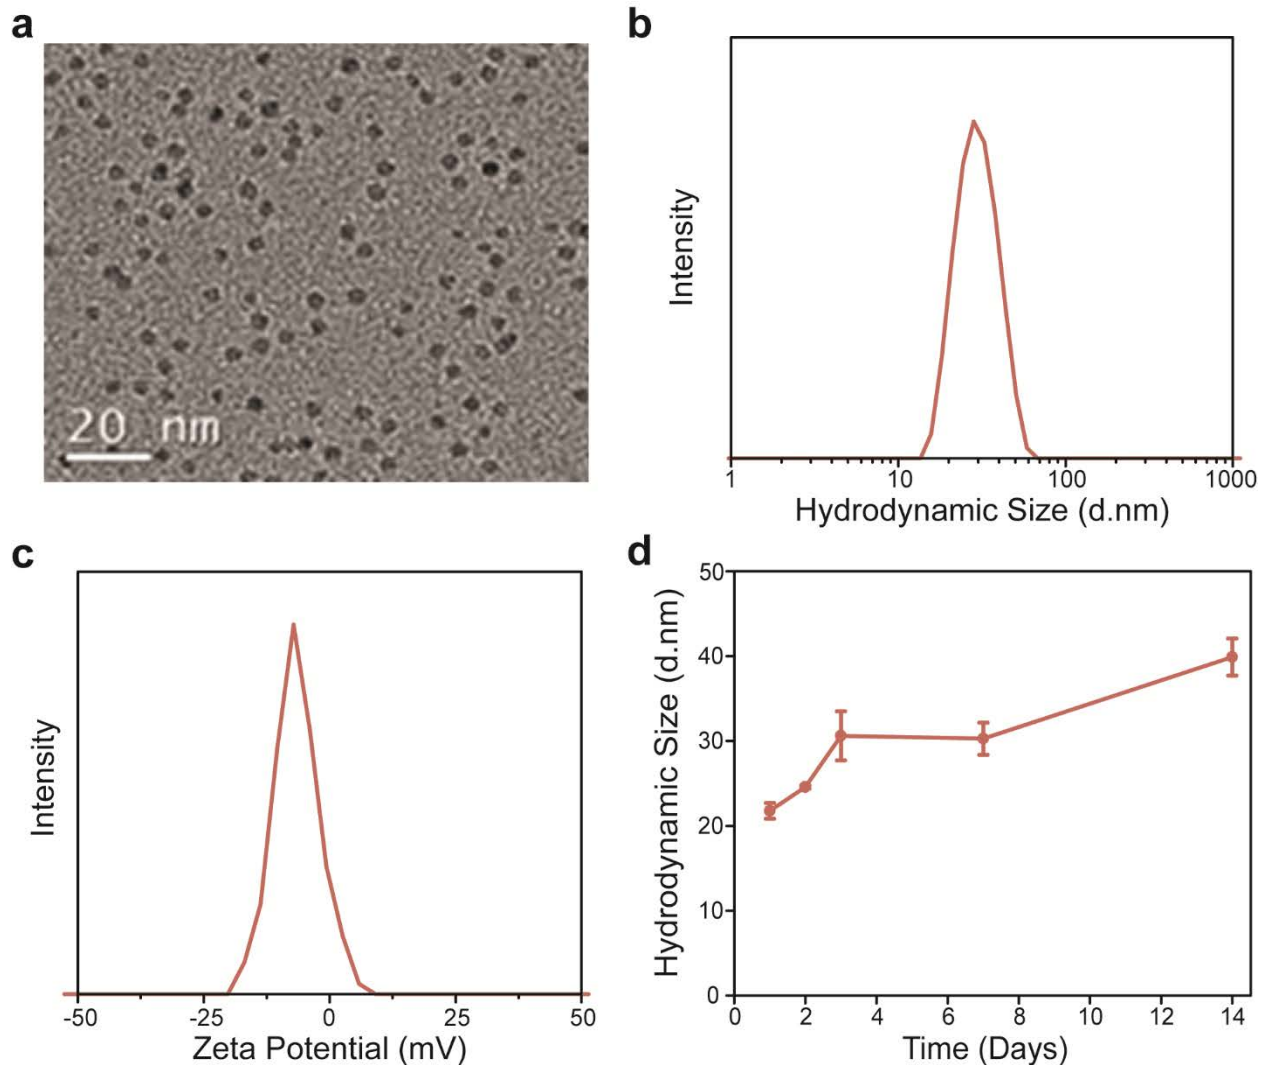 a
20 nm
b
Intensity
1 10 100 1000
Hydrodynamic Size (d.nm)
c
Intensity
-50 -25 0 25 50
Zeta Potential (mV)
d
Hydrodynamic Size (d.nm)
50
40
30
20
10
0
0 2 4 6 8 10 12 14
Time (Days)